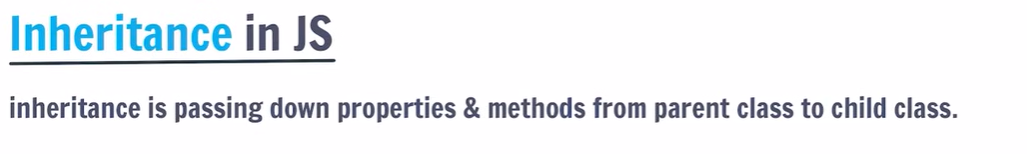 Inheritance in JS
inheritance is passing down properties & methods from parent class to child class.